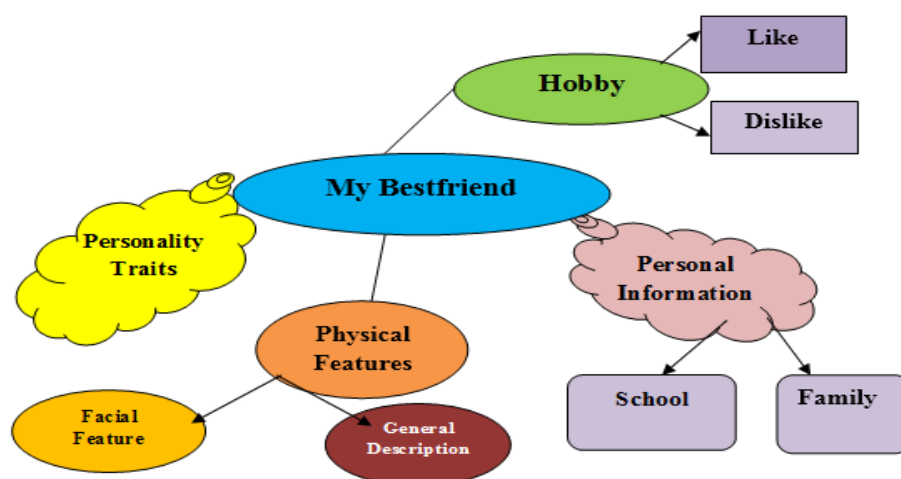 Like
Hobby
Dislike
My Bestfriend
Personality
Traits
Personal
Information
Physical
Features
School
Family
Facial
Feature
General
Description